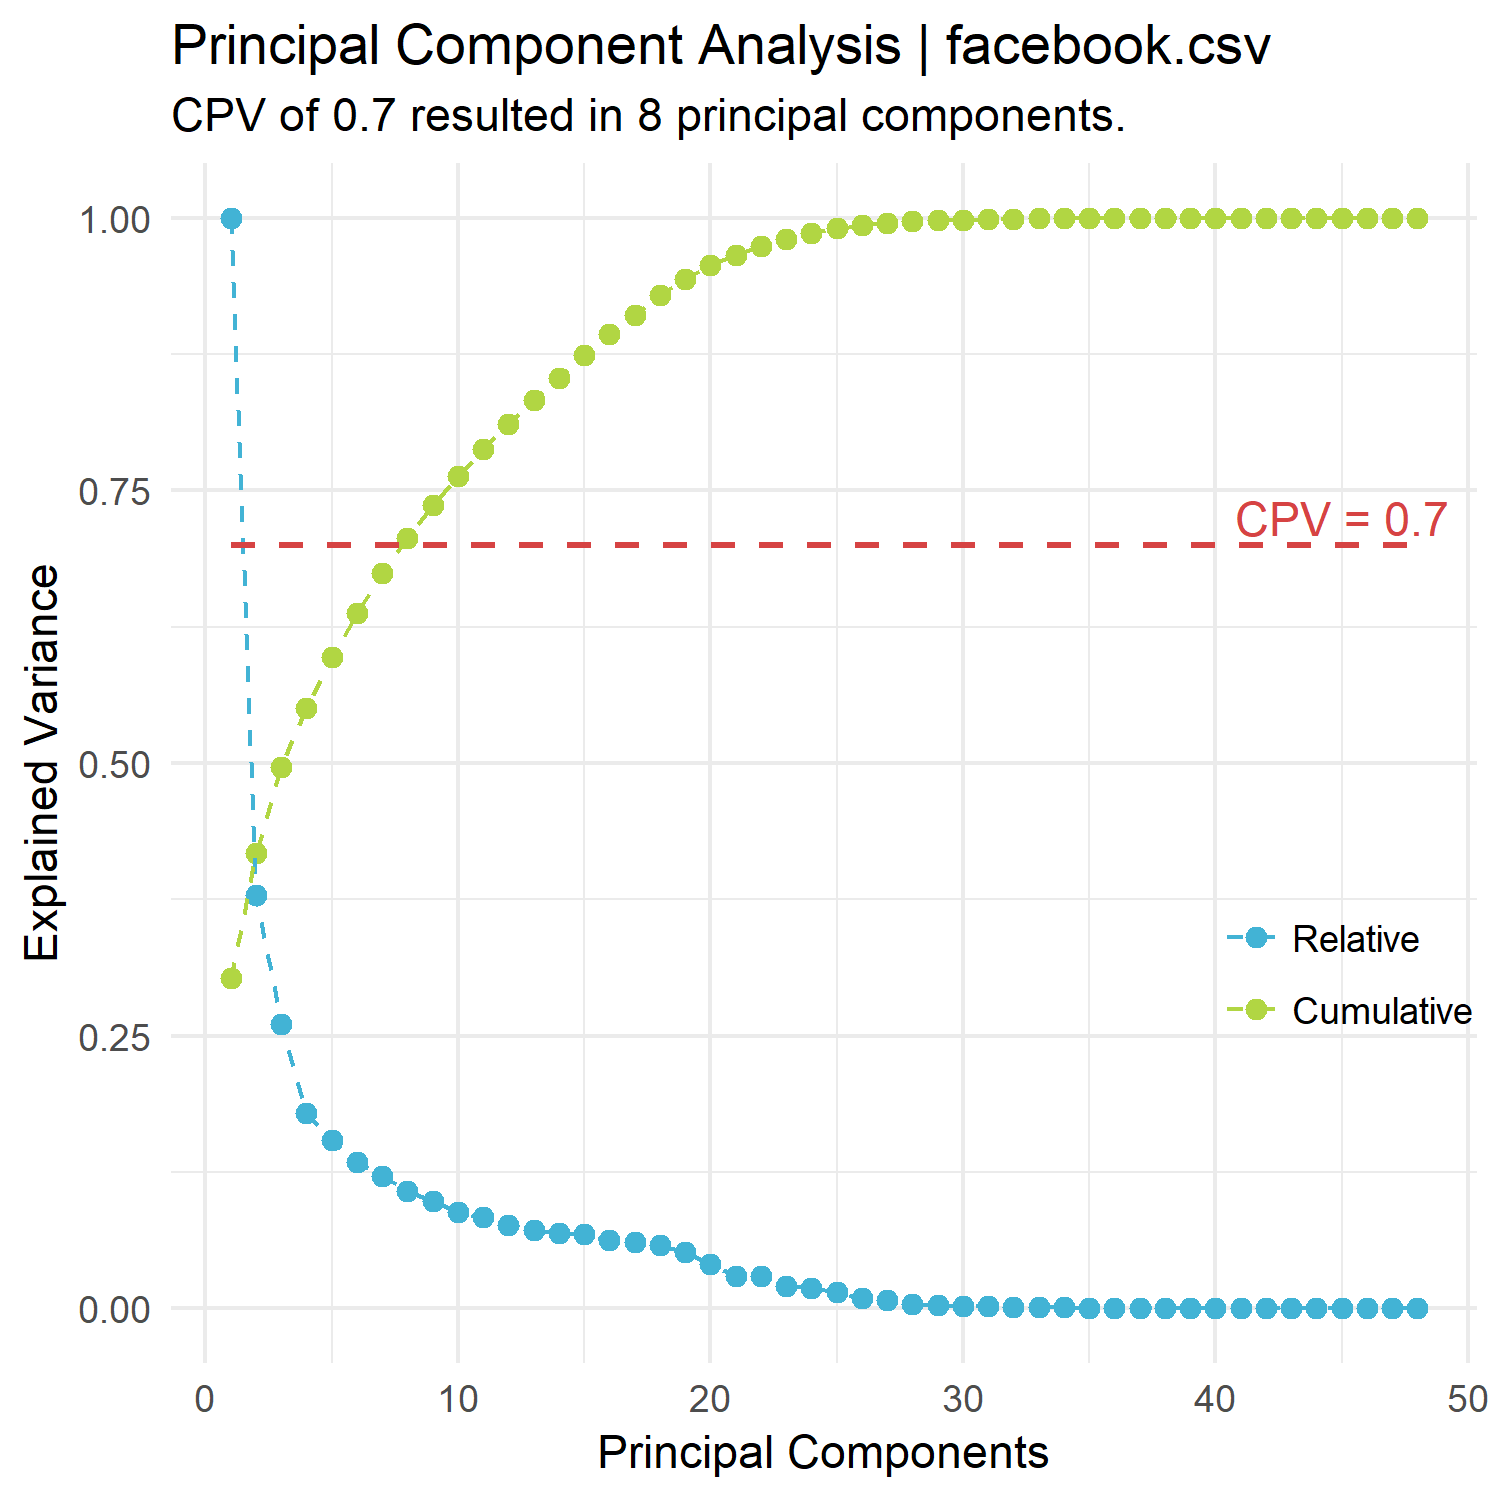 Principal Component Analysis | facebook.csv
CPV of 0.7 resulted in 8 principal components.
Explained Variance
1.00
0.75
0.50
0.25
0.00
CPV = 0.7
Relative
Cumulative
0 10 20 30 40 50
Principal Components